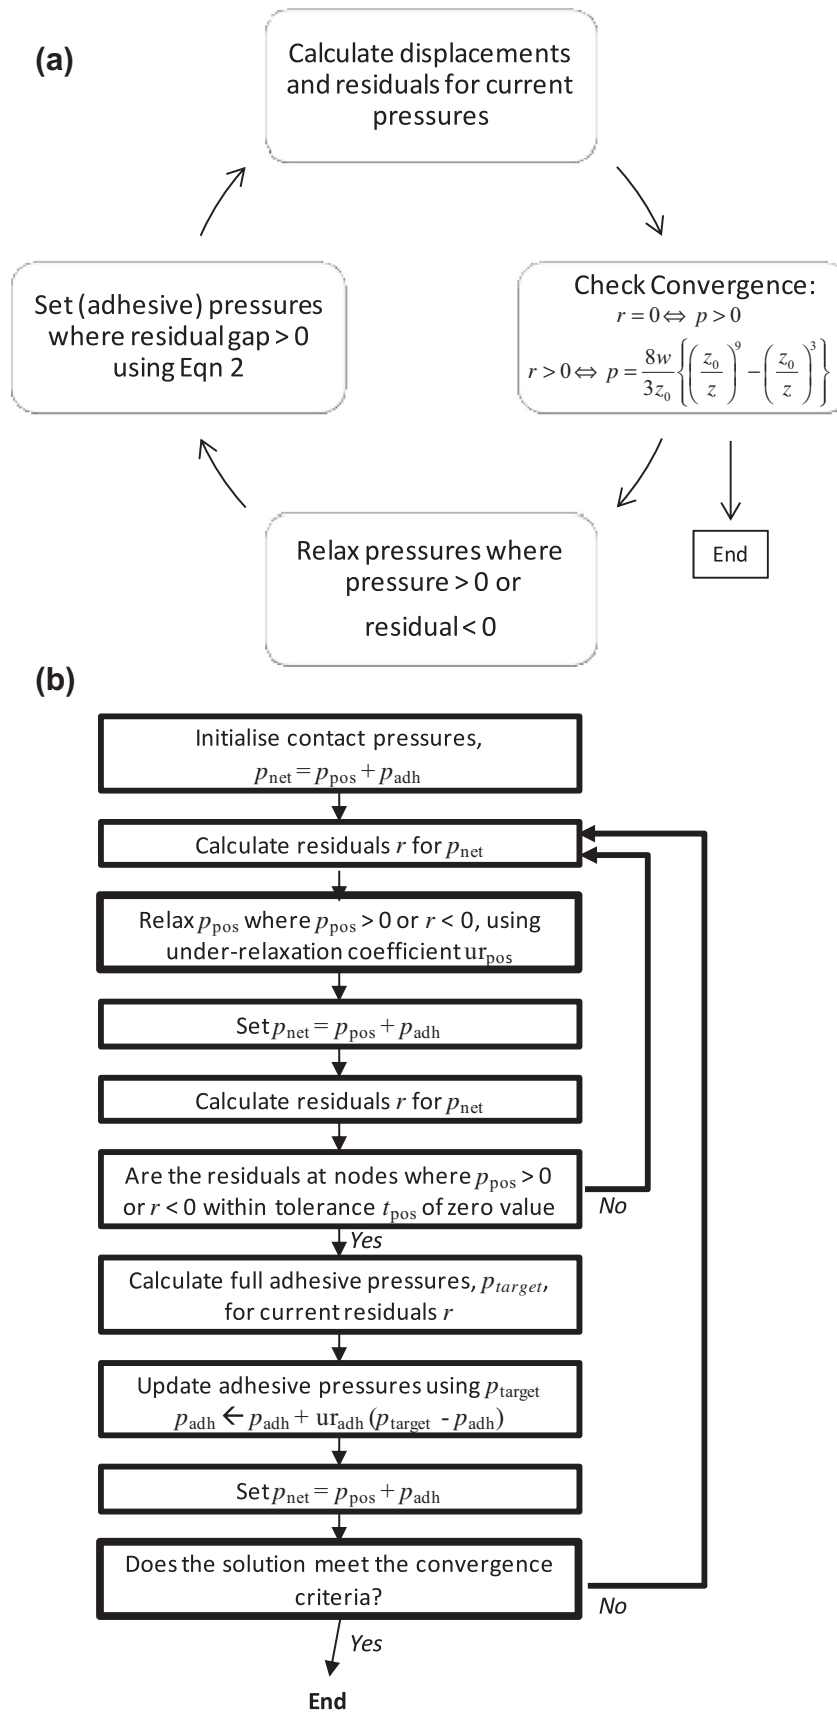 (a)
Calculate displacements
and residuals for current
pressures
Set (adhesive) pressures
where residual gap > 0
using Eqn 2
Check Convergence:
r = 0 ⇔ p > 0
r > 0 ⇔ p = 8w/3z₀ {(z₀/z)⁹ − (z₀/z)³}
Relax pressures where
pressure > 0 or
residual < 0
End
(b)
Initialise contact pressures,
p_net = p_pos + p_adh
Calculate residuals r for p_net
Relax p_pos where p_pos > 0 or r < 0, using
under-relaxation coefficient ur_pos
Set p_net = p_pos + p_adh
Calculate residuals r for p_net
Are the residuals at nodes where p_pos > 0
or r < 0 within tolerance t_pos of zero value
No
Yes
Calculate full adhesive pressures, p_target,
for current residuals r
Update adhesive pressures using p_target
p_adh ← p_adh + ur_adh (p_target - p_adh)
Set p_net = p_pos + p_adh
Does the solution meet the convergence
criteria?
No
Yes
End